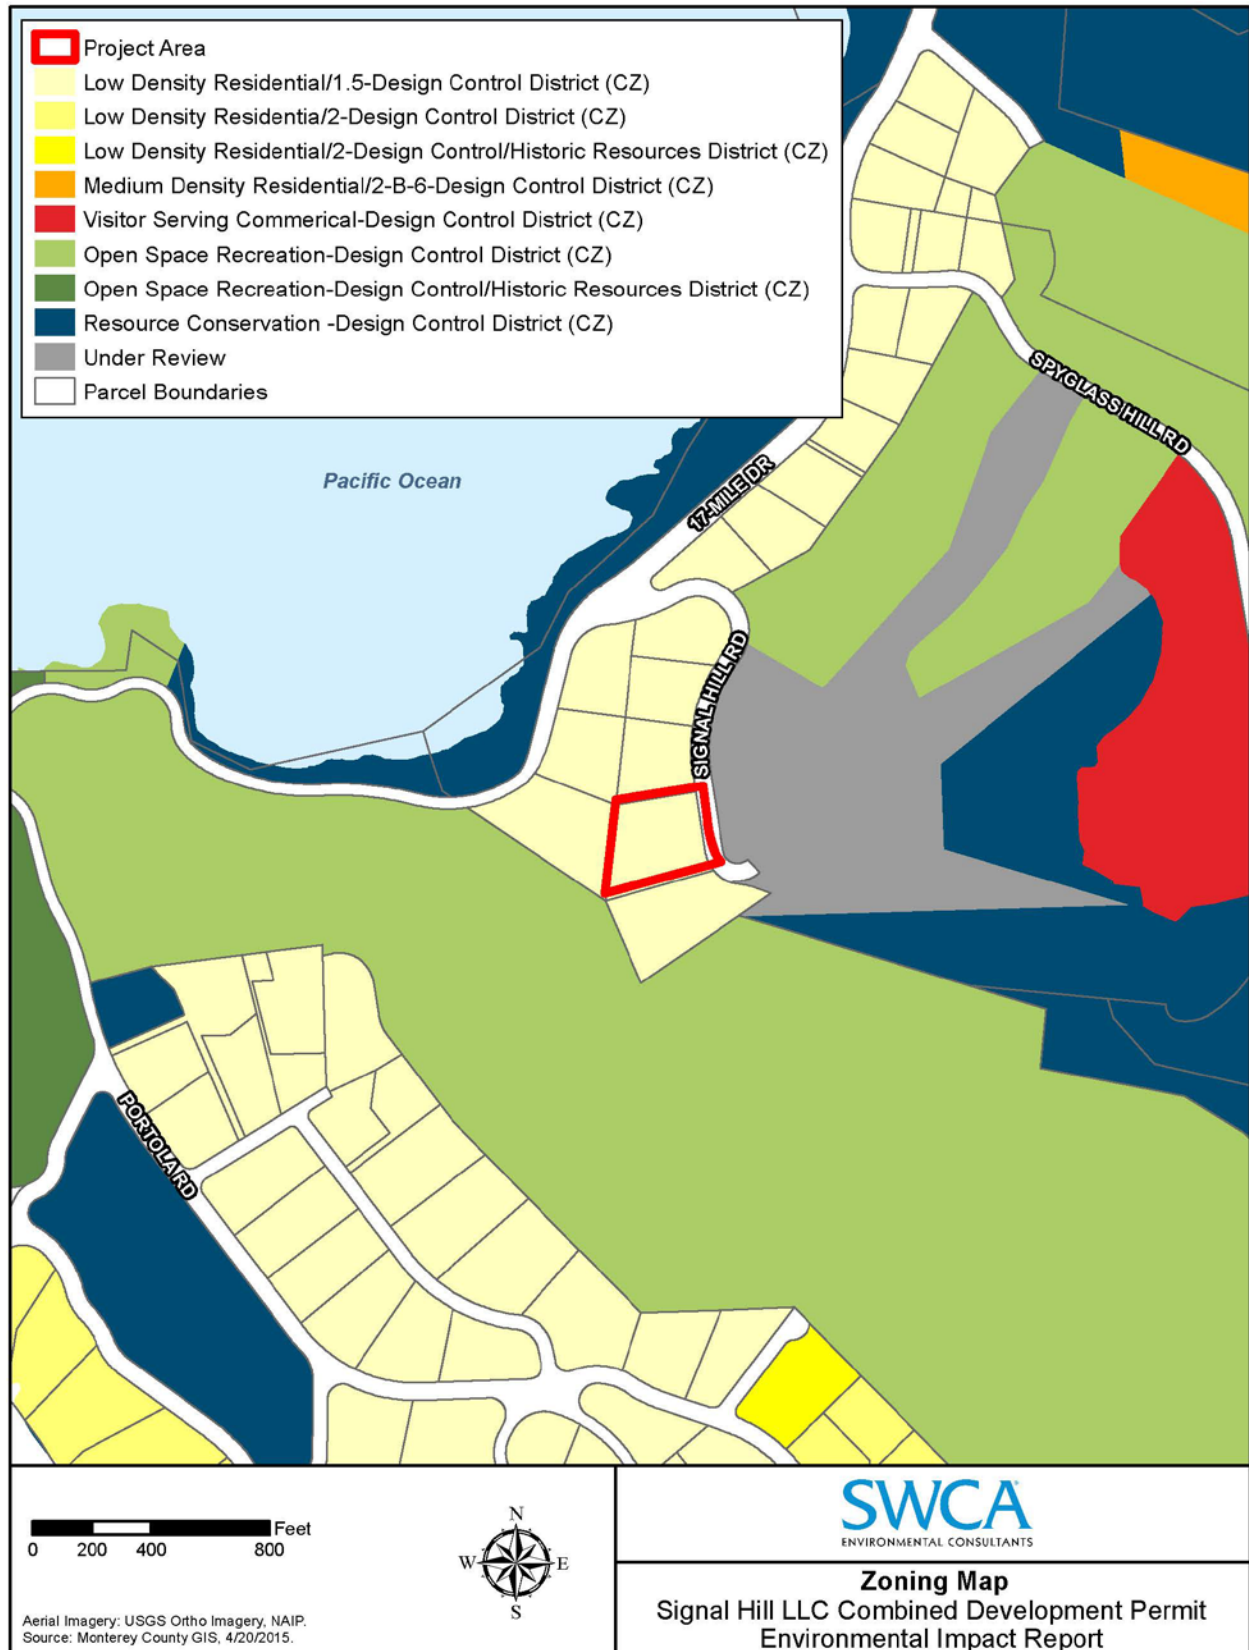 Project Area
Low Density Residential/1.5-Design Control District (CZ)
Low Density Residentia/2-Design Control District (CZ)
Low Density Residential/2-Design Control/Historic Resources District (CZ)
Medium Density Residential/2-B-6-Design Control District (CZ)
Visitor Serving Commerical-Design Control District (CZ)
Open Space Recreation-Design Control District (CZ)
Open Space Recreation-Design Control/Historic Resources District (CZ)
Resource Conservation -Design Control District (CZ)
Under Review
Parcel Boundaries
SPYGLASS HILL RD
Pacific Ocean
17-MILE DR
SIGNAL HILL RD
PORTOLA RD
Feet
0 200 400 800
N
W E
S
Aerial Imagery: USGS Ortho Imagery, NAIP.
Source: Monterey County GIS, 4/20/2015.
SWCA
ENVIRONMENTAL CONSULTANTS
Zoning Map
Signal Hill LLC Combined Development Permit
Environmental Impact Report